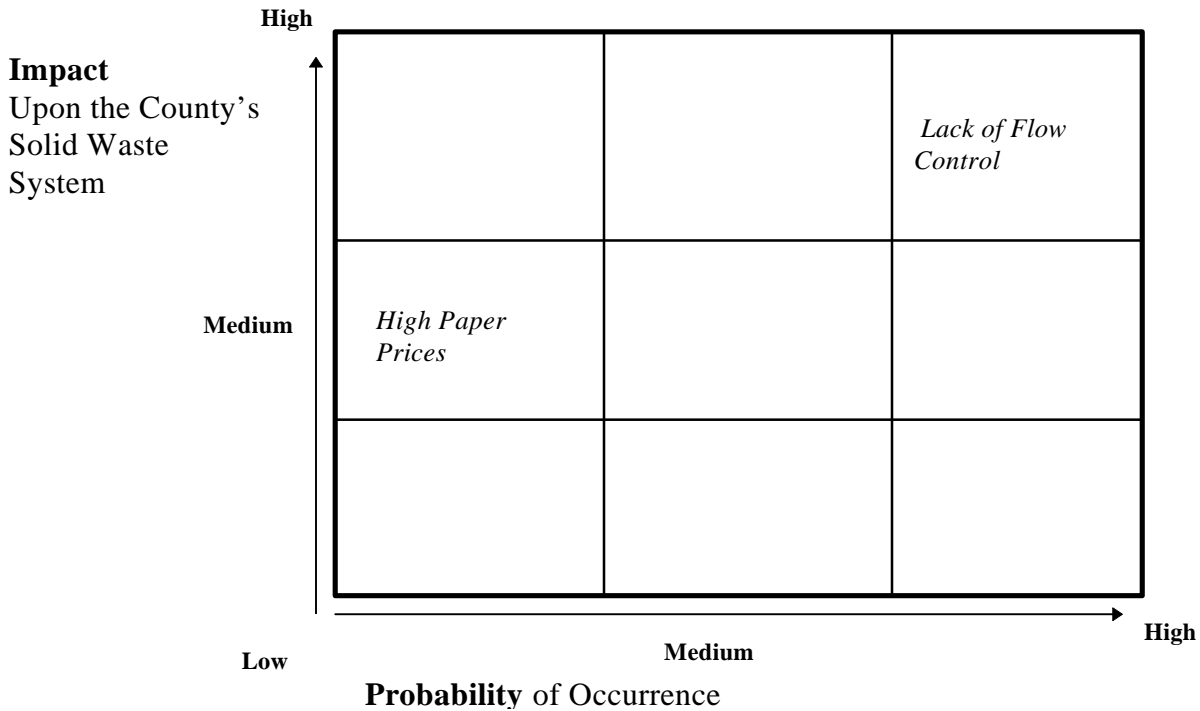 High
Impact
Upon the County’s
Solid Waste
System
Lack of Flow
Control
Medium
High Paper
Prices
High
Medium
Low
Probability of Occurrence